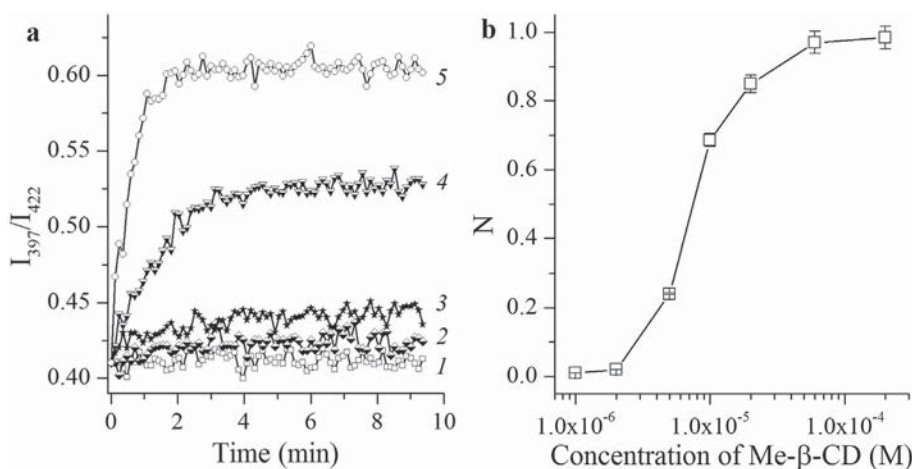 a
0.60
0.55
0.50
0.45
0.40
I397/I422
5
4
3
2
1
0 2 4 6 8 10
Time (min)
b
1.0
0.8
0.6
0.4
0.2
0.0
N
1.0x10-6 1.0x10-5 1.0x10-4
Concentration of Me-β-CD (M)